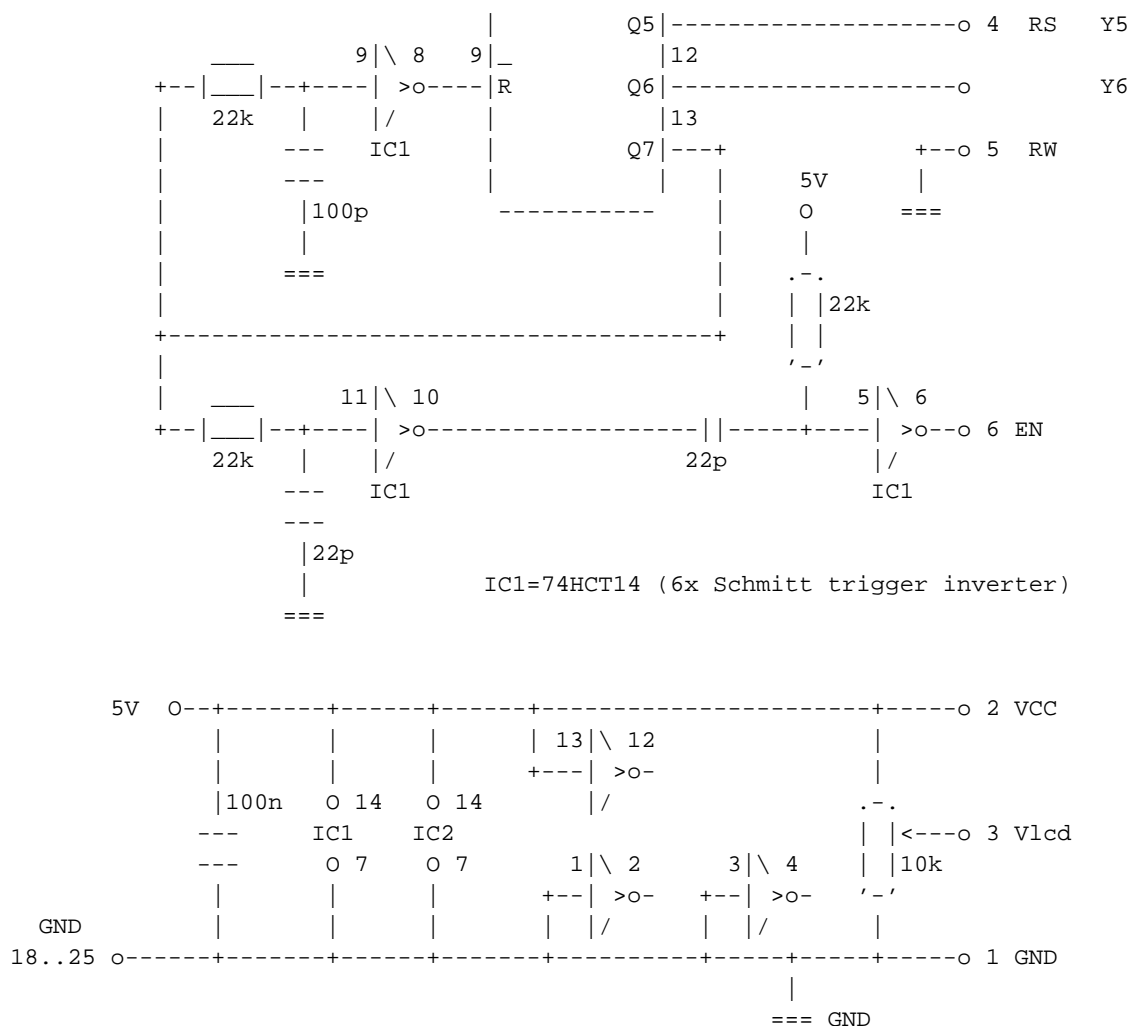 Q5 4 RS Y5
9 8 9 12
R Q6 Y6
22k 13
IC1 Q7 5 RW
5V
100p
22k
11 10 5 6
6 EN
22k 22p
IC1 IC1
22p
IC1=74HCT14 (6x Schmitt trigger inverter)
5V 2 VCC
13 12
100n 14 14
IC1 IC2 3 Vlcd
7 7 1 2 3 4 10k
GND
18..25 1 GND
GND